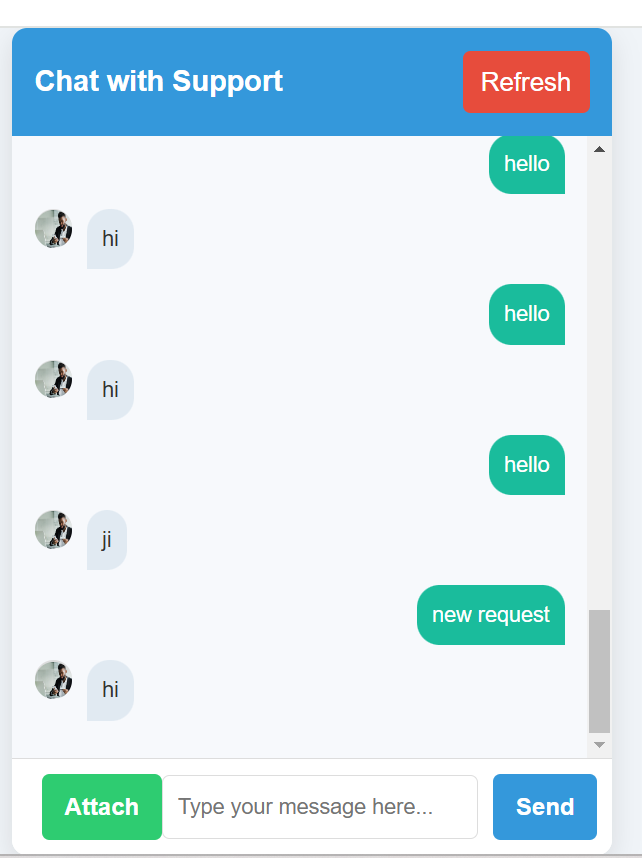 Chat with Support
Refresh
hello
hi
hello
hi
hello
ji
new request
hi
Attach
Type your message here...
Send